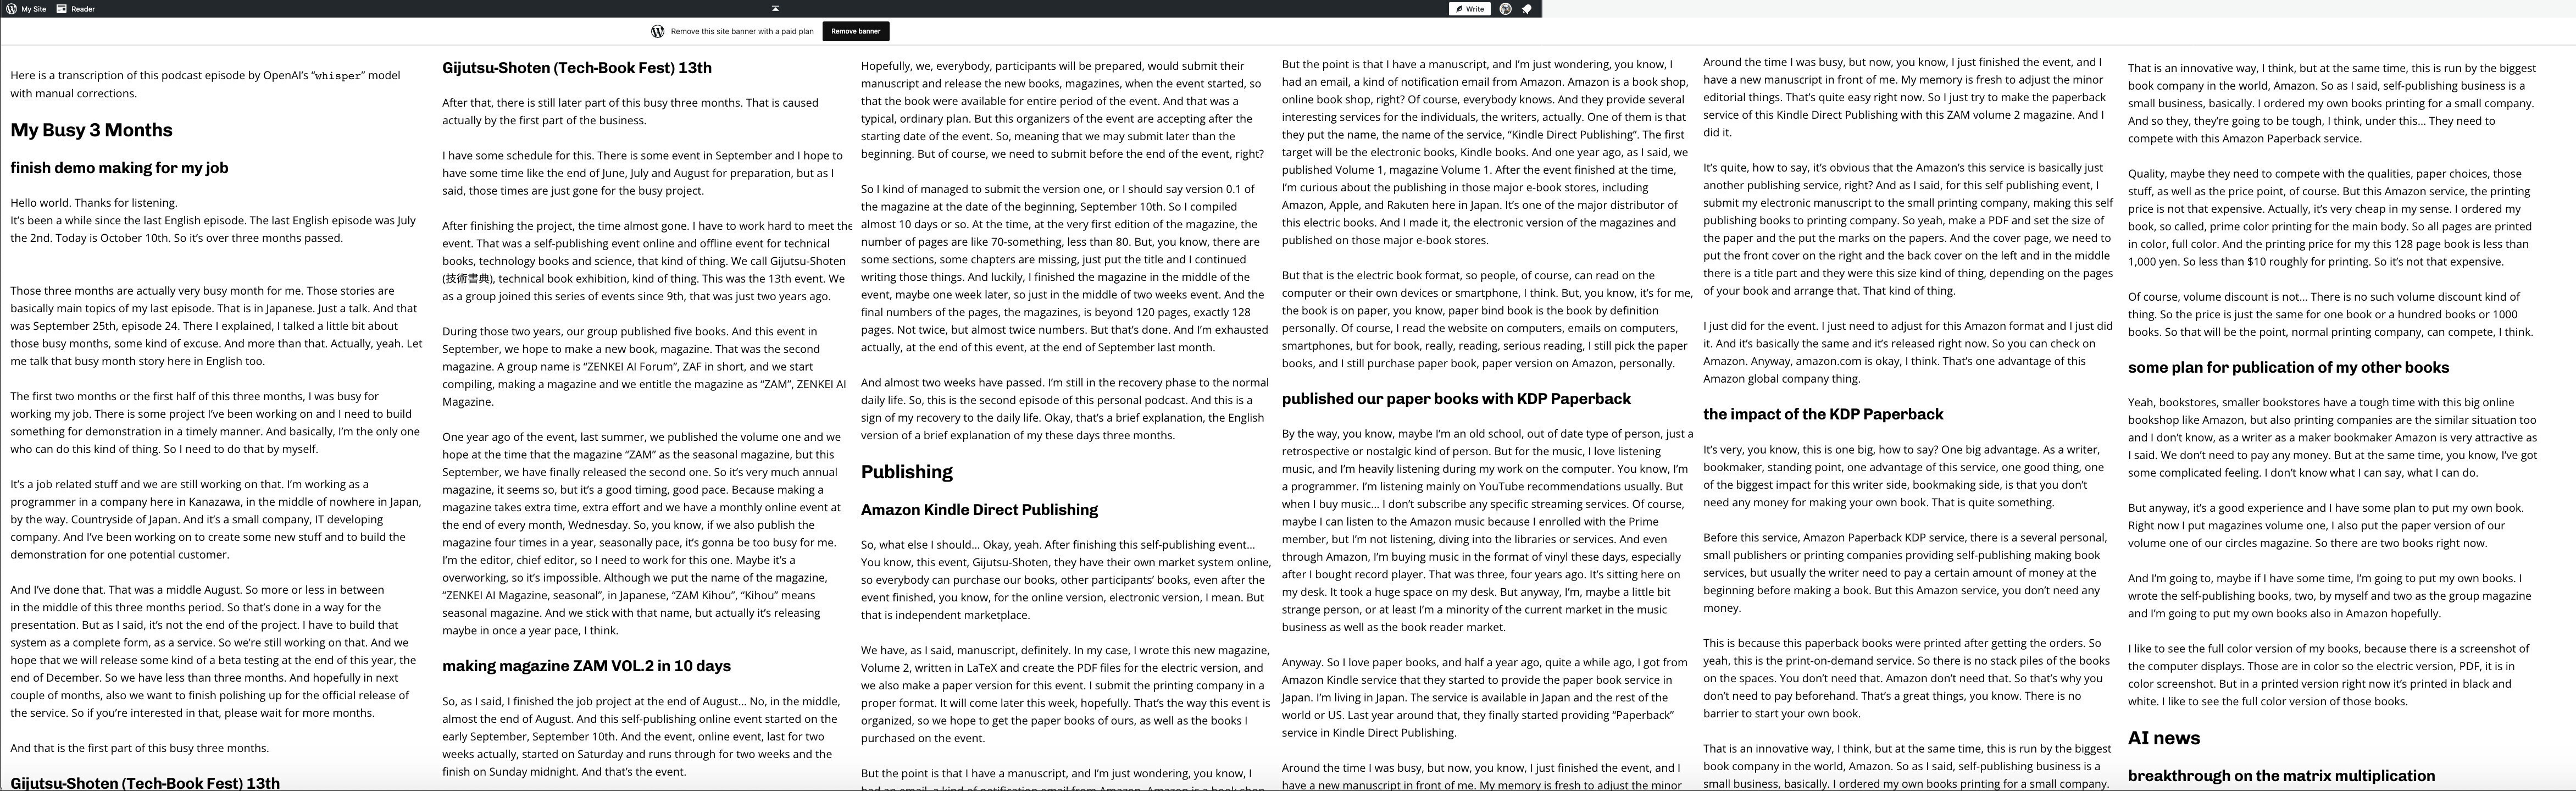 My Site
Reader
Write
Remove this site banner with a paid plan
Remove banner
Here is a transcription of this podcast episode by OpenAI's “whisper” model
with manual corrections.
My Busy 3 Months
finish demo making for my job
Hello world. Thanks for listening.
It's been a while since the last English episode. The last English episode was July
the 2nd. Today is October 10th. So it's over three months passed.
Those three months are actually very busy month for me. Those stories are
basically main topics of my last episode. That is in Japanese. Just a talk. And that
was September 25th, episode 24. There I explained, I talked a little bit about
those busy months, some kind of excuse. And more than that. Actually, yeah. Let
me talk that busy month story here in English too.
The first two months or the first half of this three months, I was busy for
working my job. There is some project I've been working on and I need to build
something for demonstration in a timely manner. And basically, I'm the only one
who can do this kind of thing. So I need to do that by myself.
It's a job related stuff and we are still working on that. I'm working as a
programmer in a company here in Kanazawa, in the middle of nowhere in Japan,
by the way. Countryside of Japan. And it's a small company, IT developing
company. And I've been working on to create some new stuff and to build the
demonstration for one potential customer.
And I've done that. That was a middle August. So more or less in between
in the middle of this three months period. So that's done in a way for the
presentation. But as I said, it's not the end of the project. I have to build that
system as a complete form, as a service. So we're still working on that. And we
hope that we will release some kind of a beta testing at the end of this year, the
end of December. So we have less than three months. And hopefully in next
couple of months, also we want to finish polishing up for the official release of
the service. So if you're interested in that, please wait for more months.
And that is the first part of this busy three months.
Gijutsu-Shoten (Tech-Book Fest) 13th
Gijutsu-Shoten (Tech-Book Fest) 13th
After that, there is still later part of this busy three months. That is caused
actually by the first part of the business.
I have some schedule for this. There is some event in September and I hope to
have some time like the end of June, July and August for preparation, but as I
said, those times are just gone for the busy project.
After finishing the project, the time almost gone. I have to work hard to meet the
event. That was a self-publishing event online and offline event for technical
books, technology books and science, that kind of thing. We call Gijutsu-Shoten
(技術書典), technical book exhibition, kind of thing. This was the 13th event. We
as a group joined this series of events since 9th, that was just two years ago.
During those two years, our group published five books. And this event in
September, we hope to make a new book, magazine. That was the second
magazine. A group name is “ZENKEI AI Forum”, ZAF in short, and we start
compiling, making a magazine and we entitle the magazine as “ZAM”, ZENKEI AI
Magazine.
One year ago of the event, last summer, we published the volume one and we
hope at the time that the magazine “ZAM” as the seasonal magazine, but this
September, we have finally released the second one. So it's very much annual
magazine, it seems so, but it's a good timing, good pace. Because making a
magazine takes extra time, extra effort and we have a monthly online event at
the end of every month, Wednesday. So, you know, if we also publish the
magazine four times in a year, seasonally pace, it's gonna be too busy for me.
I'm the editor, chief editor, so I need to work for this one. Maybe it's a
overworking, so it's impossible. Although we put the name of the magazine,
“ZENKEI AI Magazine, seasonal”, in Japanese, “ZAM Kihou”, “Kihou” means
seasonal magazine. And we stick with that name, but actually it's releasing
maybe in once a year pace, I think.
making magazine ZAM VOL.2 in 10 days
So, as I said, I finished the job project at the end of August… No, in the middle,
almost the end of August. And this self-publishing online event started on the
early September, September 10th. And the event, online event, last for two
weeks actually, started on Saturday and runs through for two weeks and the
finish on Sunday midnight. And that's the event.
Hopefully, we, everybody, participants will be prepared, would submit their
manuscript and release the new books, magazines, when the event started, so
that the book were available for entire period of the event. And that was a
typical, ordinary plan. But this organizers of the event are accepting after the
starting date of the event. So, meaning that we may submit later than the
beginning. But of course, we need to submit before the end of the event, right?
So I kind of managed to submit the version one, or I should say version 0.1 of
the magazine at the date of the beginning, September 10th. So I compiled
almost 10 days or so. At the time, at the very first edition of the magazine, the
number of pages are like 70-something, less than 80. But, you know, there are
some sections, some chapters are missing, just put the title and I continued
writing those things. And luckily, I finished the magazine in the middle of the
event, maybe one week later, so just in the middle of two weeks event. And the
final numbers of the pages, the magazines, is beyond 120 pages, exactly 128
pages. Not twice, but almost twice numbers. But that's done. And I'm exhausted
actually, at the end of this event, at the end of September last month.
And almost two weeks have passed. I'm still in the recovery phase to the normal
daily life. So, this is the second episode of this personal podcast. And this is a
sign of my recovery to the daily life. Okay, that's a brief explanation, the English
version of a brief explanation of my these days three months.
Publishing
Amazon Kindle Direct Publishing
So, what else I should… Okay, yeah. After finishing this self-publishing event…
You know, this event, Gijutsu-Shoten, they have their own market system online,
so everybody can purchase our books, other participants' books, even after the
event finished, you know, for the online version, electronic version, I mean. But
that is independent marketplace.
We have, as I said, manuscript, definitely. In my case, I wrote this new magazine,
Volume 2, written in LaTeX and create the PDF files for the electric version, and
we also make a paper version for this event. I submit the printing company in a
proper format. It will come later this week, hopefully. That's the way this event is
organized, so we hope to get the paper books of ours, as well as the books I
purchased on the event.
But the point is that I have a manuscript, and I'm just wondering, you know, I
had an email, a kind of notification email from Amazon. Amazon is a book shop,
But the point is that I have a manuscript, and I'm just wondering, you know, I
had an email, a kind of notification email from Amazon. Amazon is a book shop,
online book shop, right? Of course, everybody knows. And they provide several
interesting services for the individuals, the writers, actually. One of them is that
they put the name, the name of the service, “Kindle Direct Publishing”. The first
target will be the electronic books, Kindle books. And one year ago, as I said, we
published Volume 1, magazine Volume 1. After the event finished at the time,
I'm curious about the publishing in those major e-book stores, including
Amazon, Apple, and Rakuten here in Japan. It's one of the major distributor of
this electric books. And I made it, the electronic version of the magazines and
published on those major e-book stores.
But that is the electric book format, so people, of course, can read on the
computer or their own devices or smartphone, I think. But, you know, it's for me,
the book is on paper, you know, paper bind book is the book by definition
personally. Of course, I read the website on computers, emails on computers,
smartphones, but for book, really, reading, serious reading, I still pick the paper
books, and I still purchase paper book, paper version on Amazon, personally.
published our paper books with KDP Paperback
By the way, you know, maybe I'm an old school, out of date type of person, just a
retrospective or nostalgic kind of person. But for the music, I love listening
music, and I'm heavily listening during my work on the computer. You know, I'm
a programmer. I'm listening mainly on YouTube recommendations usually. But
when I buy music… I don't subscribe any specific streaming services. Of course,
maybe I can listen to the Amazon music because I enrolled with the Prime
member, but I'm not listening, diving into the libraries or services. And even
through Amazon, I'm buying music in the format of vinyl these days, especially
after I bought record player. That was three, four years ago. It's sitting here on
my desk. It took a huge space on my desk. But anyway, I'm, maybe a little bit
strange person, or at least I'm a minority of the current market in the music
business as well as the book reader market.
Anyway. So I love paper books, and half a year ago, quite a while ago, I got from
Amazon Kindle service that they started to provide the paper book service in
Japan. I'm living in Japan. The service is available in Japan and the rest of the
world or US. Last year around that, they finally started providing “Paperback”
service in Kindle Direct Publishing.
Around the time I was busy, but now, you know, I just finished the event, and I
have a new manuscript in front of me. My memory is fresh to adjust the minor
Around the time I was busy, but now, you know, I just finished the event, and I
have a new manuscript in front of me. My memory is fresh to adjust the minor
editorial things. That's quite easy right now. So I just try to make the paperback
service of this Kindle Direct Publishing with this ZAM volume 2 magazine. And I
did it.
It's quite, how to say, it's obvious that the Amazon's this service is basically just
another publishing service, right? And as I said, for this self publishing event, I
submit my electronic manuscript to the small printing company, making this self
publishing books to printing company. So yeah, make a PDF and set the size of
the paper and the put the marks on the papers. And the cover page, we need to
put the front cover on the right and the back cover on the left and in the middle
there is a title part and they were this size kind of thing, depending on the pages
of your book and arrange that. That kind of thing.
I just did for the event. I just need to adjust for this Amazon format and I just did
it. And it's basically the same and it's released right now. So you can check on
Amazon. Anyway, amazon.com is okay, I think. That's one advantage of this
Amazon global company thing.
the impact of the KDP Paperback
It's very, you know, this is one big, how to say? One big advantage. As a writer,
bookmaker, standing point, one advantage of this service, one good thing, one
of the biggest impact for this writer side, bookmaking side, is that you don't
need any money for making your own book. That is quite something.
Before this service, Amazon Paperback KDP service, there is a several personal,
small publishers or printing companies providing self-publishing making book
services, but usually the writer need to pay a certain amount of money at the
beginning before making a book. But this Amazon service, you don't need any
money.
This is because this paperback books were printed after getting the orders. So
yeah, this is the print-on-demand service. So there is no stack piles of the books
on the spaces. You don't need that. Amazon don't need that. So that's why you
don't need to pay beforehand. That's a great things, you know. There is no
barrier to start your own book.
That is an innovative way, I think, but at the same time, this is run by the biggest
book company in the world, Amazon. So as I said, self-publishing business is a
small business, basically. I ordered my own books printing for a small company.
That is an innovative way, I think, but at the same time, this is run by the biggest
book company in the world, Amazon. So as I said, self-publishing business is a
small business, basically. I ordered my own books printing for a small company.
And so they, they're going to be tough, I think, under this… They need to
compete with this Amazon Paperback service.
Quality, maybe they need to compete with the qualities, paper choices, those
stuff, as well as the price point, of course. But this Amazon service, the printing
price is not that expensive. Actually, it's very cheap in my sense. I ordered my
book, so called, prime color printing for the main body. So all pages are printed
in color, full color. And the printing price for my this 128 page book is less than
1,000 yen. So less than $10 roughly for printing. So it's not that expensive.
Of course, volume discount is not… There is no such volume discount kind of
thing. So the price is just the same for one book or a hundred books or 1000
books. So that will be the point, normal printing company, can compete, I think.
some plan for publication of my other books
Yeah, bookstores, smaller bookstores have a tough time with this big online
bookshop like Amazon, but also printing companies are the similar situation too
and I don't know, as a writer as a maker bookmaker Amazon is very attractive as
I said. We don't need to pay any money. But at the same time, you know, I've got
some complicated feeling. I don't know what I can say, what I can do.
But anyway, it's a good experience and I have some plan to put my own book.
Right now I put magazines volume one, I also put the paper version of our
volume one of our circles magazine. So there are two books right now.
And I'm going to, maybe if I have some time, I'm going to put my own books. I
wrote the self-publishing books, two, by myself and two as the group magazine
and I'm going to put my own books also in Amazon hopefully.
I like to see the full color version of my books, because there is a screenshot of
the computer displays. Those are in color so the electric version, PDF, it is in
color screenshot. But in a printed version right now it's printed in black and
white. I like to see the full color version of those books.
AI news
breakthrough on the matrix multiplication